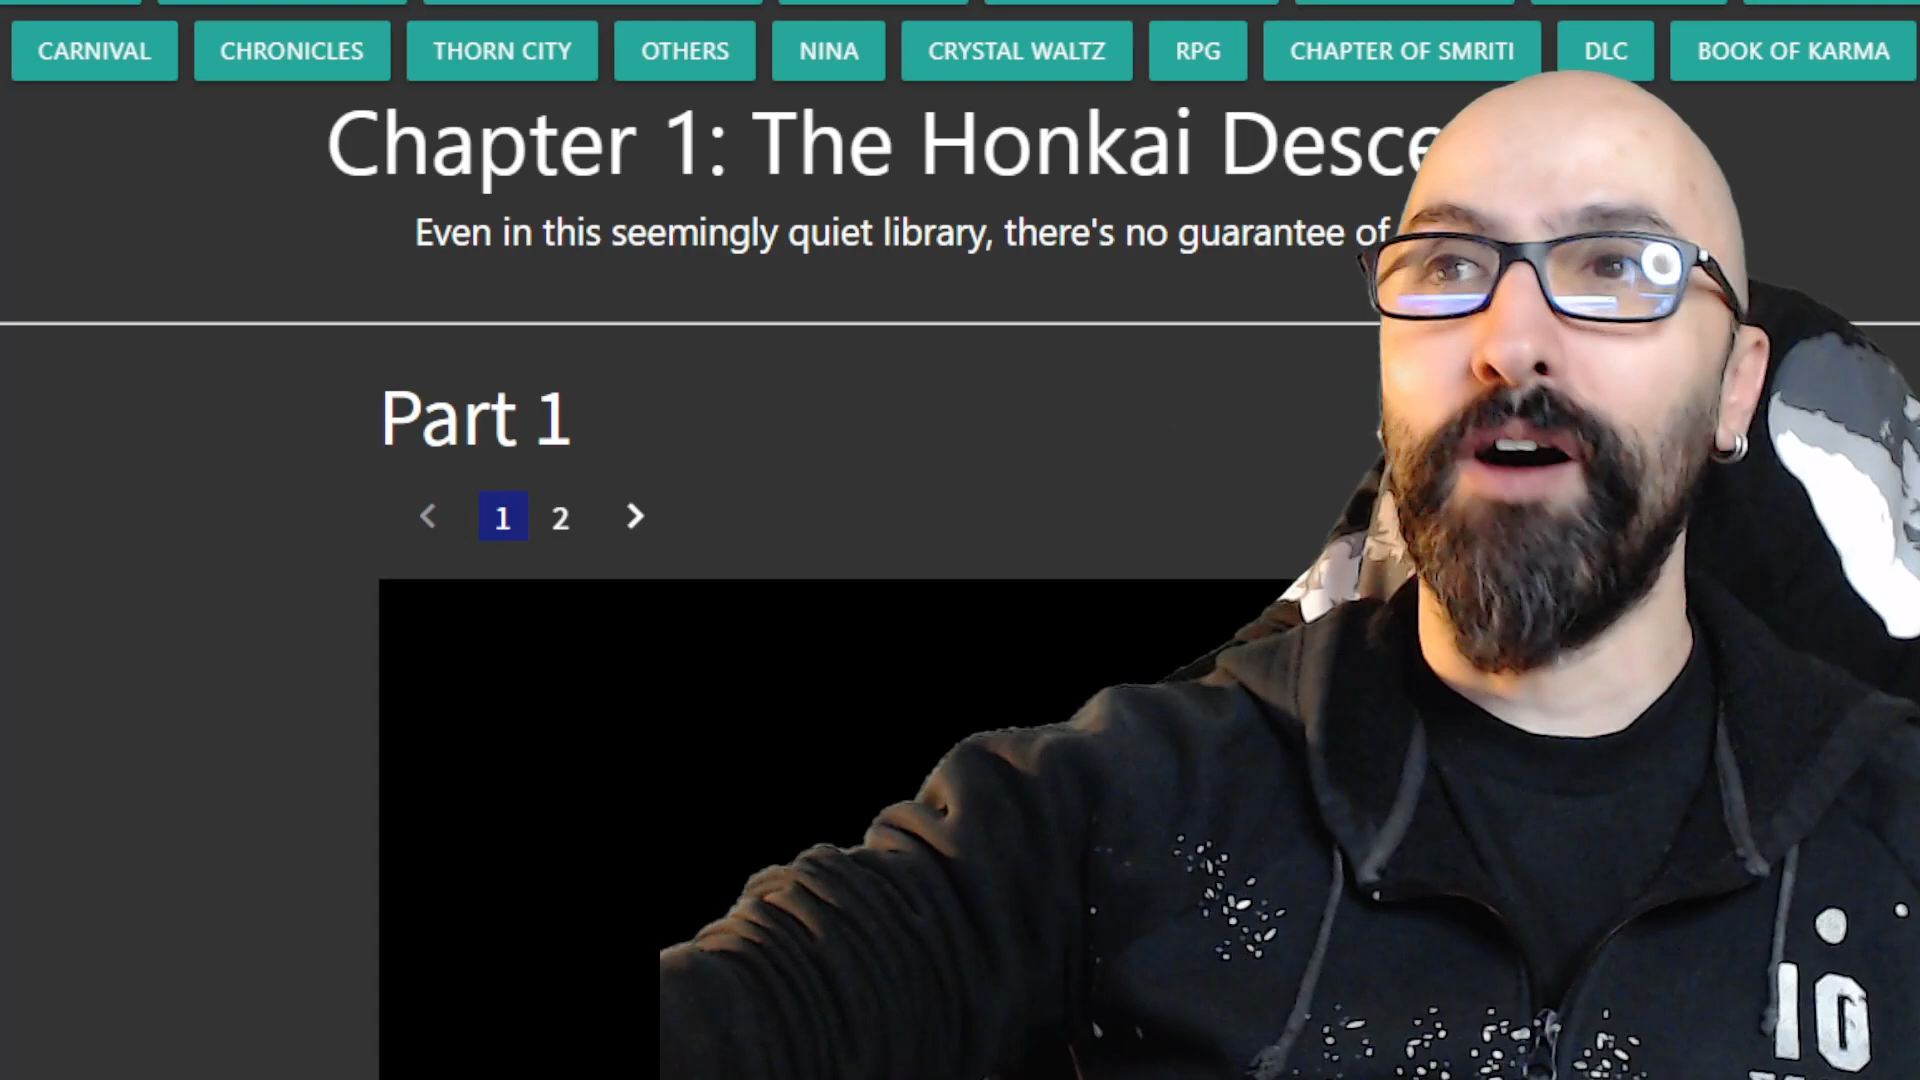 CARNIVAL CHRONICLES THORN CITY OTHERS NINA CRYSTAL WALTZ RPG CHAPTER OF SMRITI DLC BOOK OF KARMA
Chapter 1: The Honkai
Even in this seemingly quiet library, there's no guarantee of
Part 1
1 2